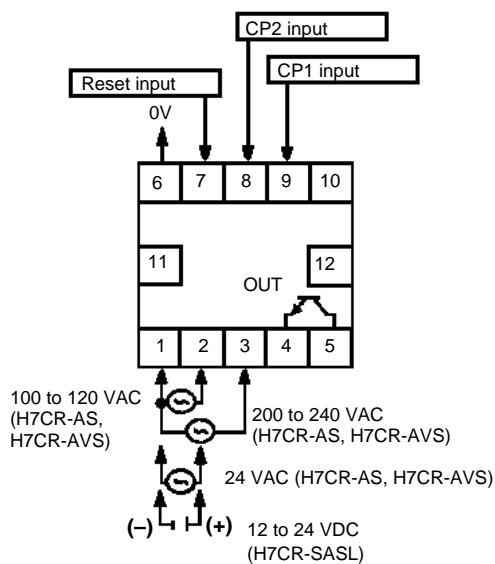 CP2 input
CP1 input
Reset input
0V
6 7 8 9 10
11 12
OUT
1 2 3 4 5
100 to 120 VAC
(H7CR-AS,
H7CR-AVS)
200 to 240 VAC
(H7CR-AS, H7CR-AVS)
24 VAC (H7CR-AS, H7CR-AVS)
(–) (+) 12 to 24 VDC
(H7CR-SASL)